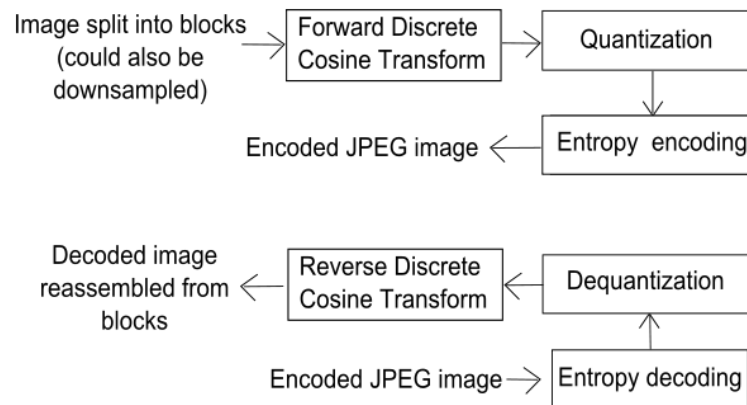 Image split into blocks
(could also be
downsampled)
Forward Discrete
Cosine Transform
Quantization
Entropy encoding
Encoded JPEG image
Decoded image
reassembled from
blocks
Reverse Discrete
Cosine Transform
Dequantization
Encoded JPEG image
Entropy decoding